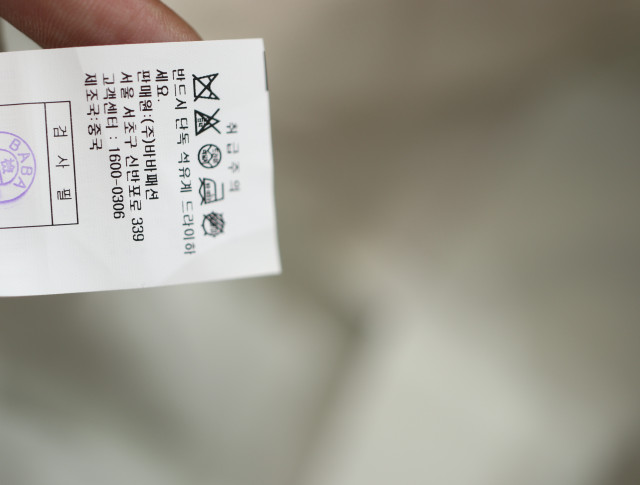 취급주의
반드시 단독 석유계 드라이하
세요.
판매원:(주)바바패션
서울 서초구 신반포로 339
고객센터 : 1600-0306
제조국:중국
검 사 필
BABA